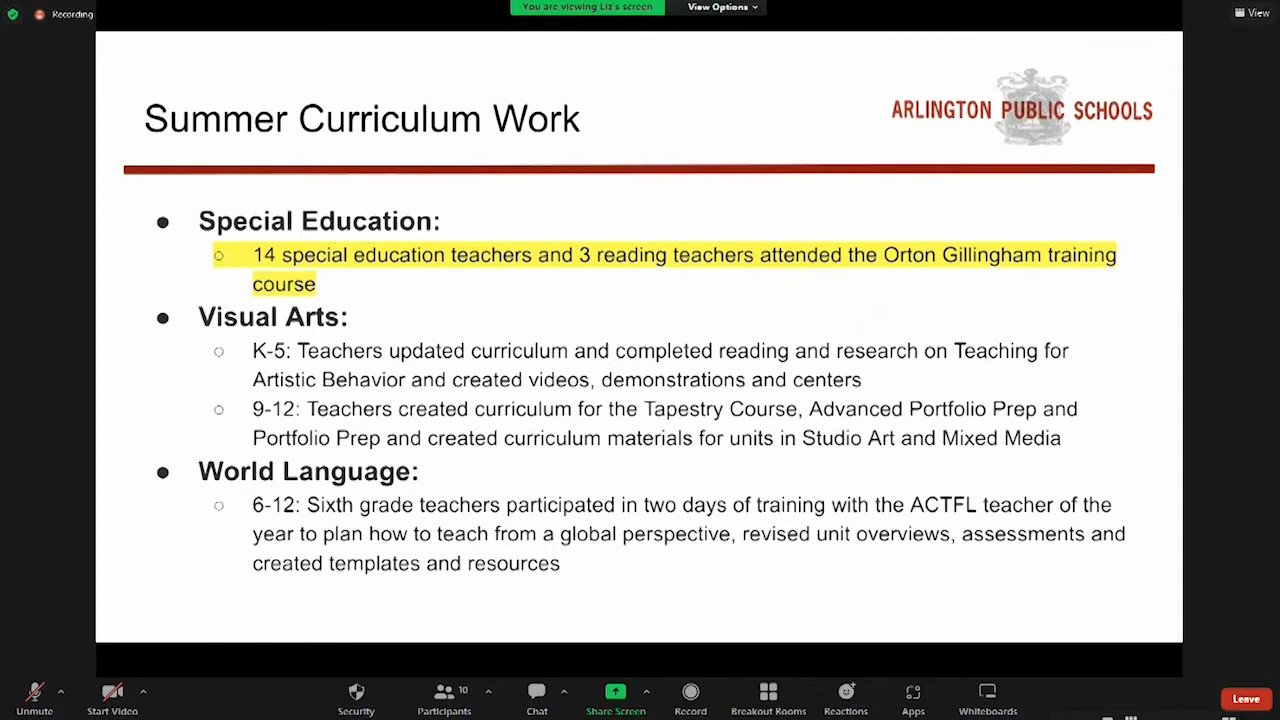 Recording
You are viewing Liz's screen
View Options
View
Summer Curriculum Work
ARLINGTON PUBLIC SCHOOLS
● Special Education:
○ 14 special education teachers and 3 reading teachers attended the Orton Gillingham training
course
● Visual Arts:
○ K-5: Teachers updated curriculum and completed reading and research on Teaching for
Artistic Behavior and created videos, demonstrations and centers
○ 9-12: Teachers created curriculum for the Tapestry Course, Advanced Portfolio Prep and
Portfolio Prep and created curriculum materials for units in Studio Art and Mixed Media
● World Language:
○ 6-12: Sixth grade teachers participated in two days of training with the ACTFL teacher of the
year to plan how to teach from a global perspective, revised unit overviews, assessments and
created templates and resources
10
Unmute
Start Video
Security
Participants
Chat
Share Screen
Record
Breakout Rooms
Reactions
Apps
Whiteboards
Leave